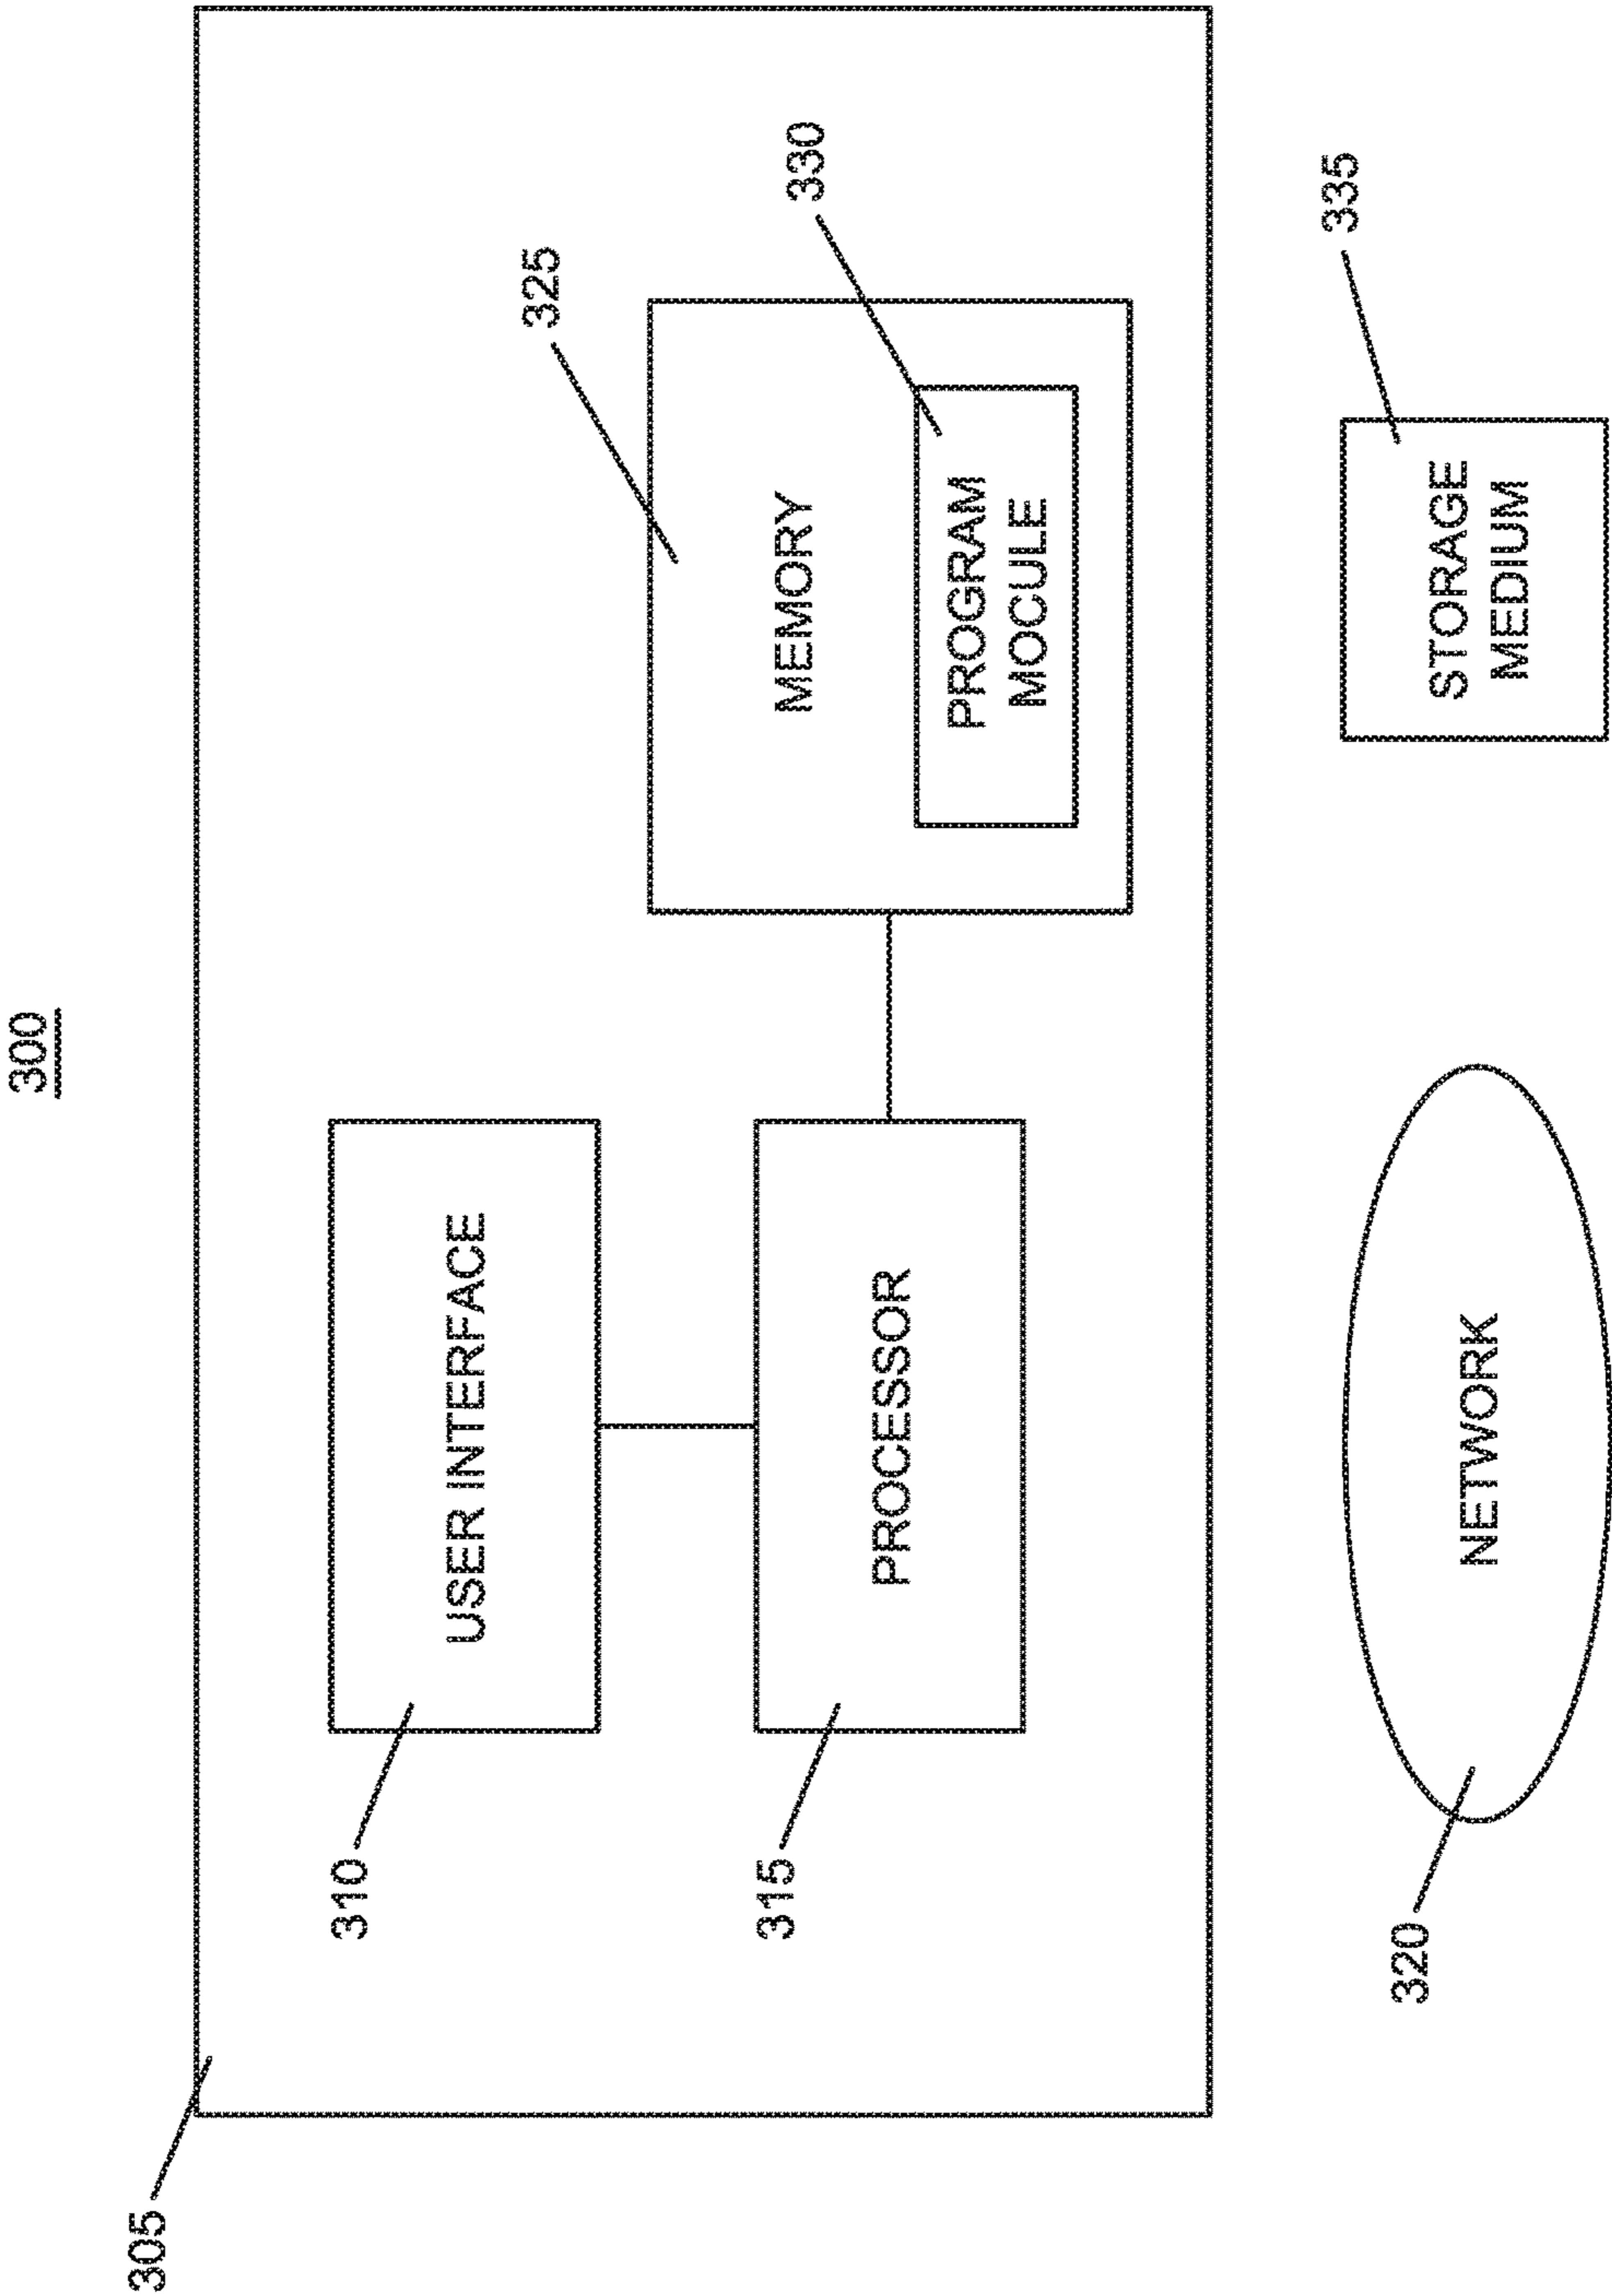 300
305
310
USER INTERFACE
325
315
PROCESSOR
MEMORY
330
PROGRAM
MOCULE
320
NETWORK
STORAGE
MEDIUM
335